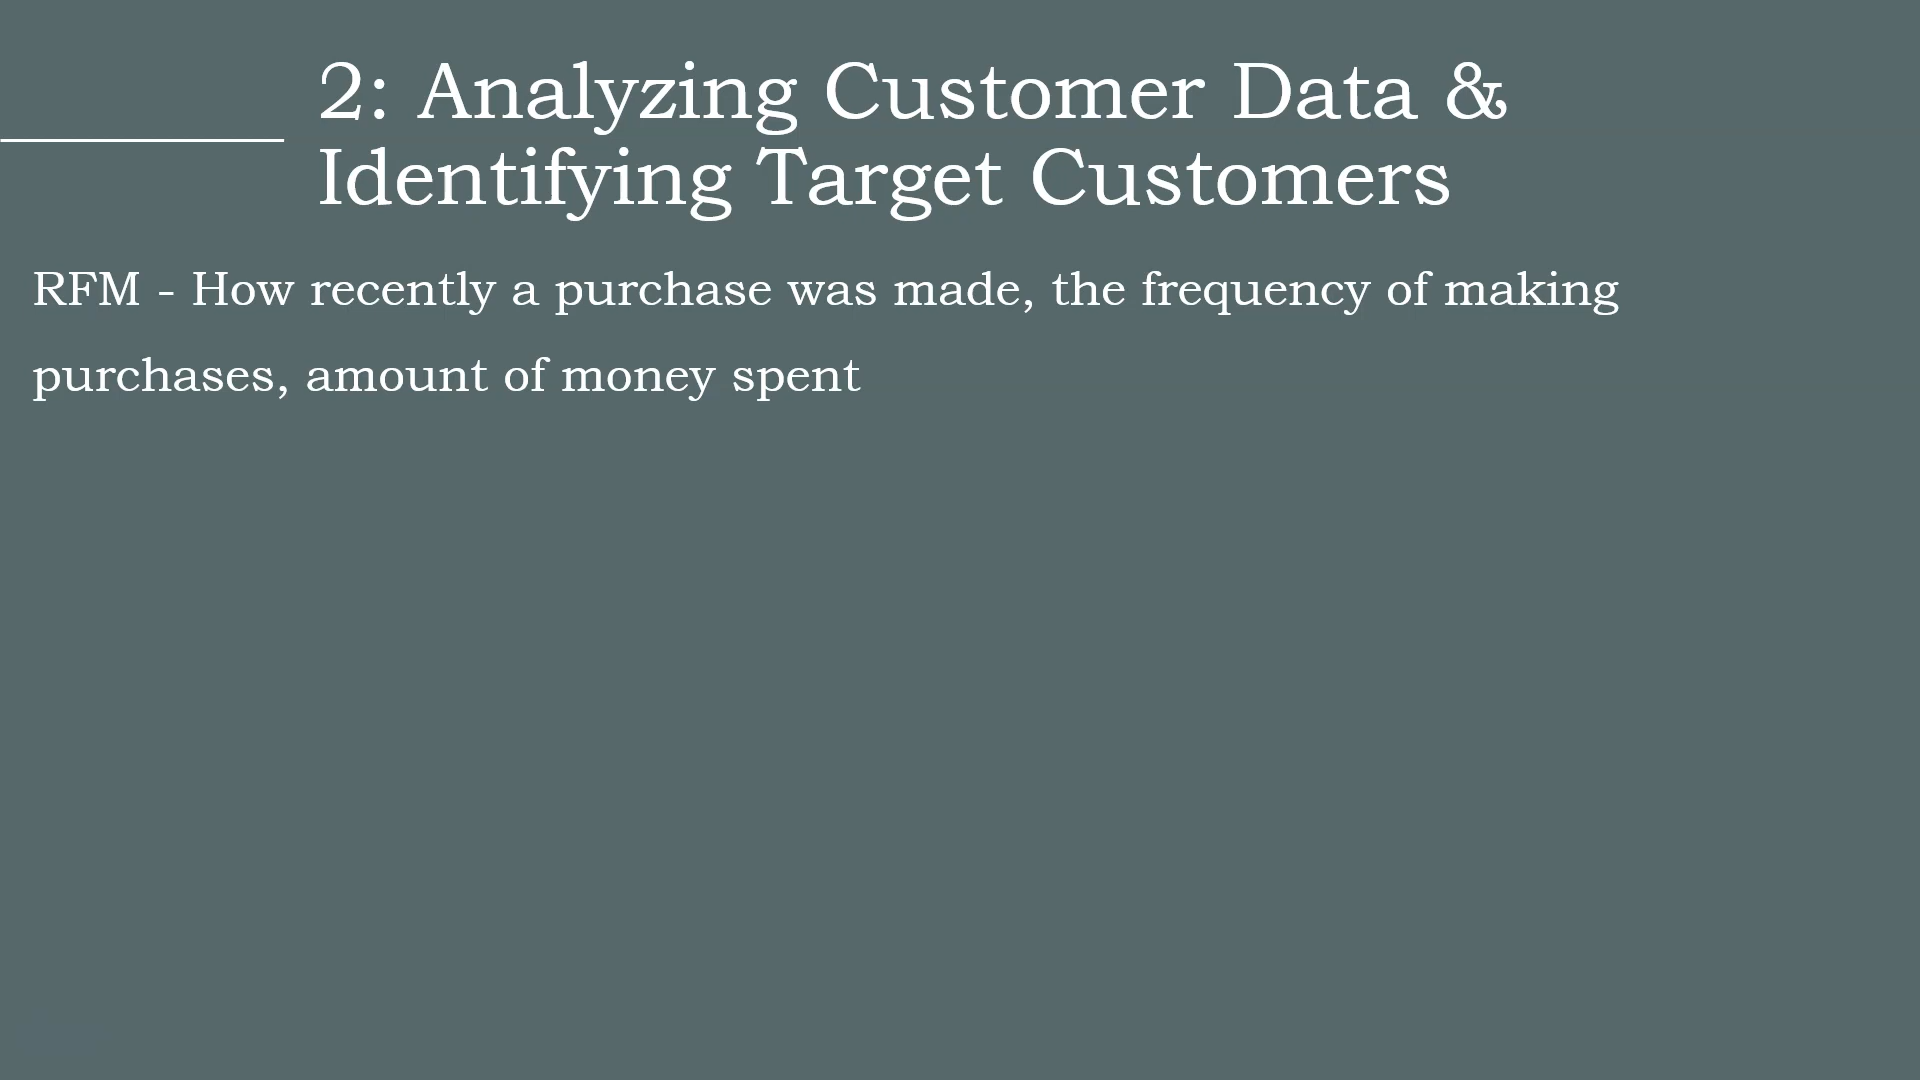 2: Analyzing Customer Data &
Identifying Target Customers
RFM - How recently a purchase was made, the frequency of making
purchases, amount of money spent